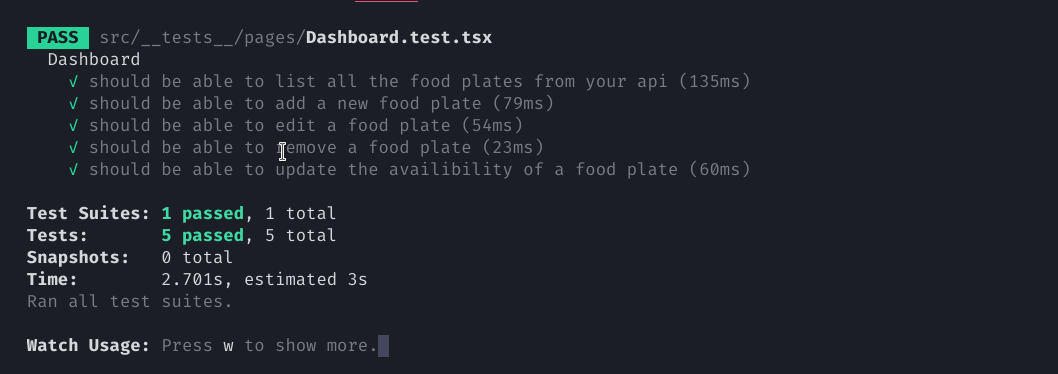 PASS src/__tests__/pages/Dashboard.test.tsx
Dashboard
√ should be able to list all the food plates from your api (135ms)
√ should be able to add a new food plate (79ms)
√ should be able to edit a food plate (54ms)
√ should be able to remove a food plate (23ms)
√ should be able to update the availibility of a food plate (60ms)
Test Suites: 1 passed, 1 total
Tests: 5 passed, 5 total
Snapshots: 0 total
Time: 2.701s, estimated 3s
Ran all test suites.
Watch Usage: Press w to show more.